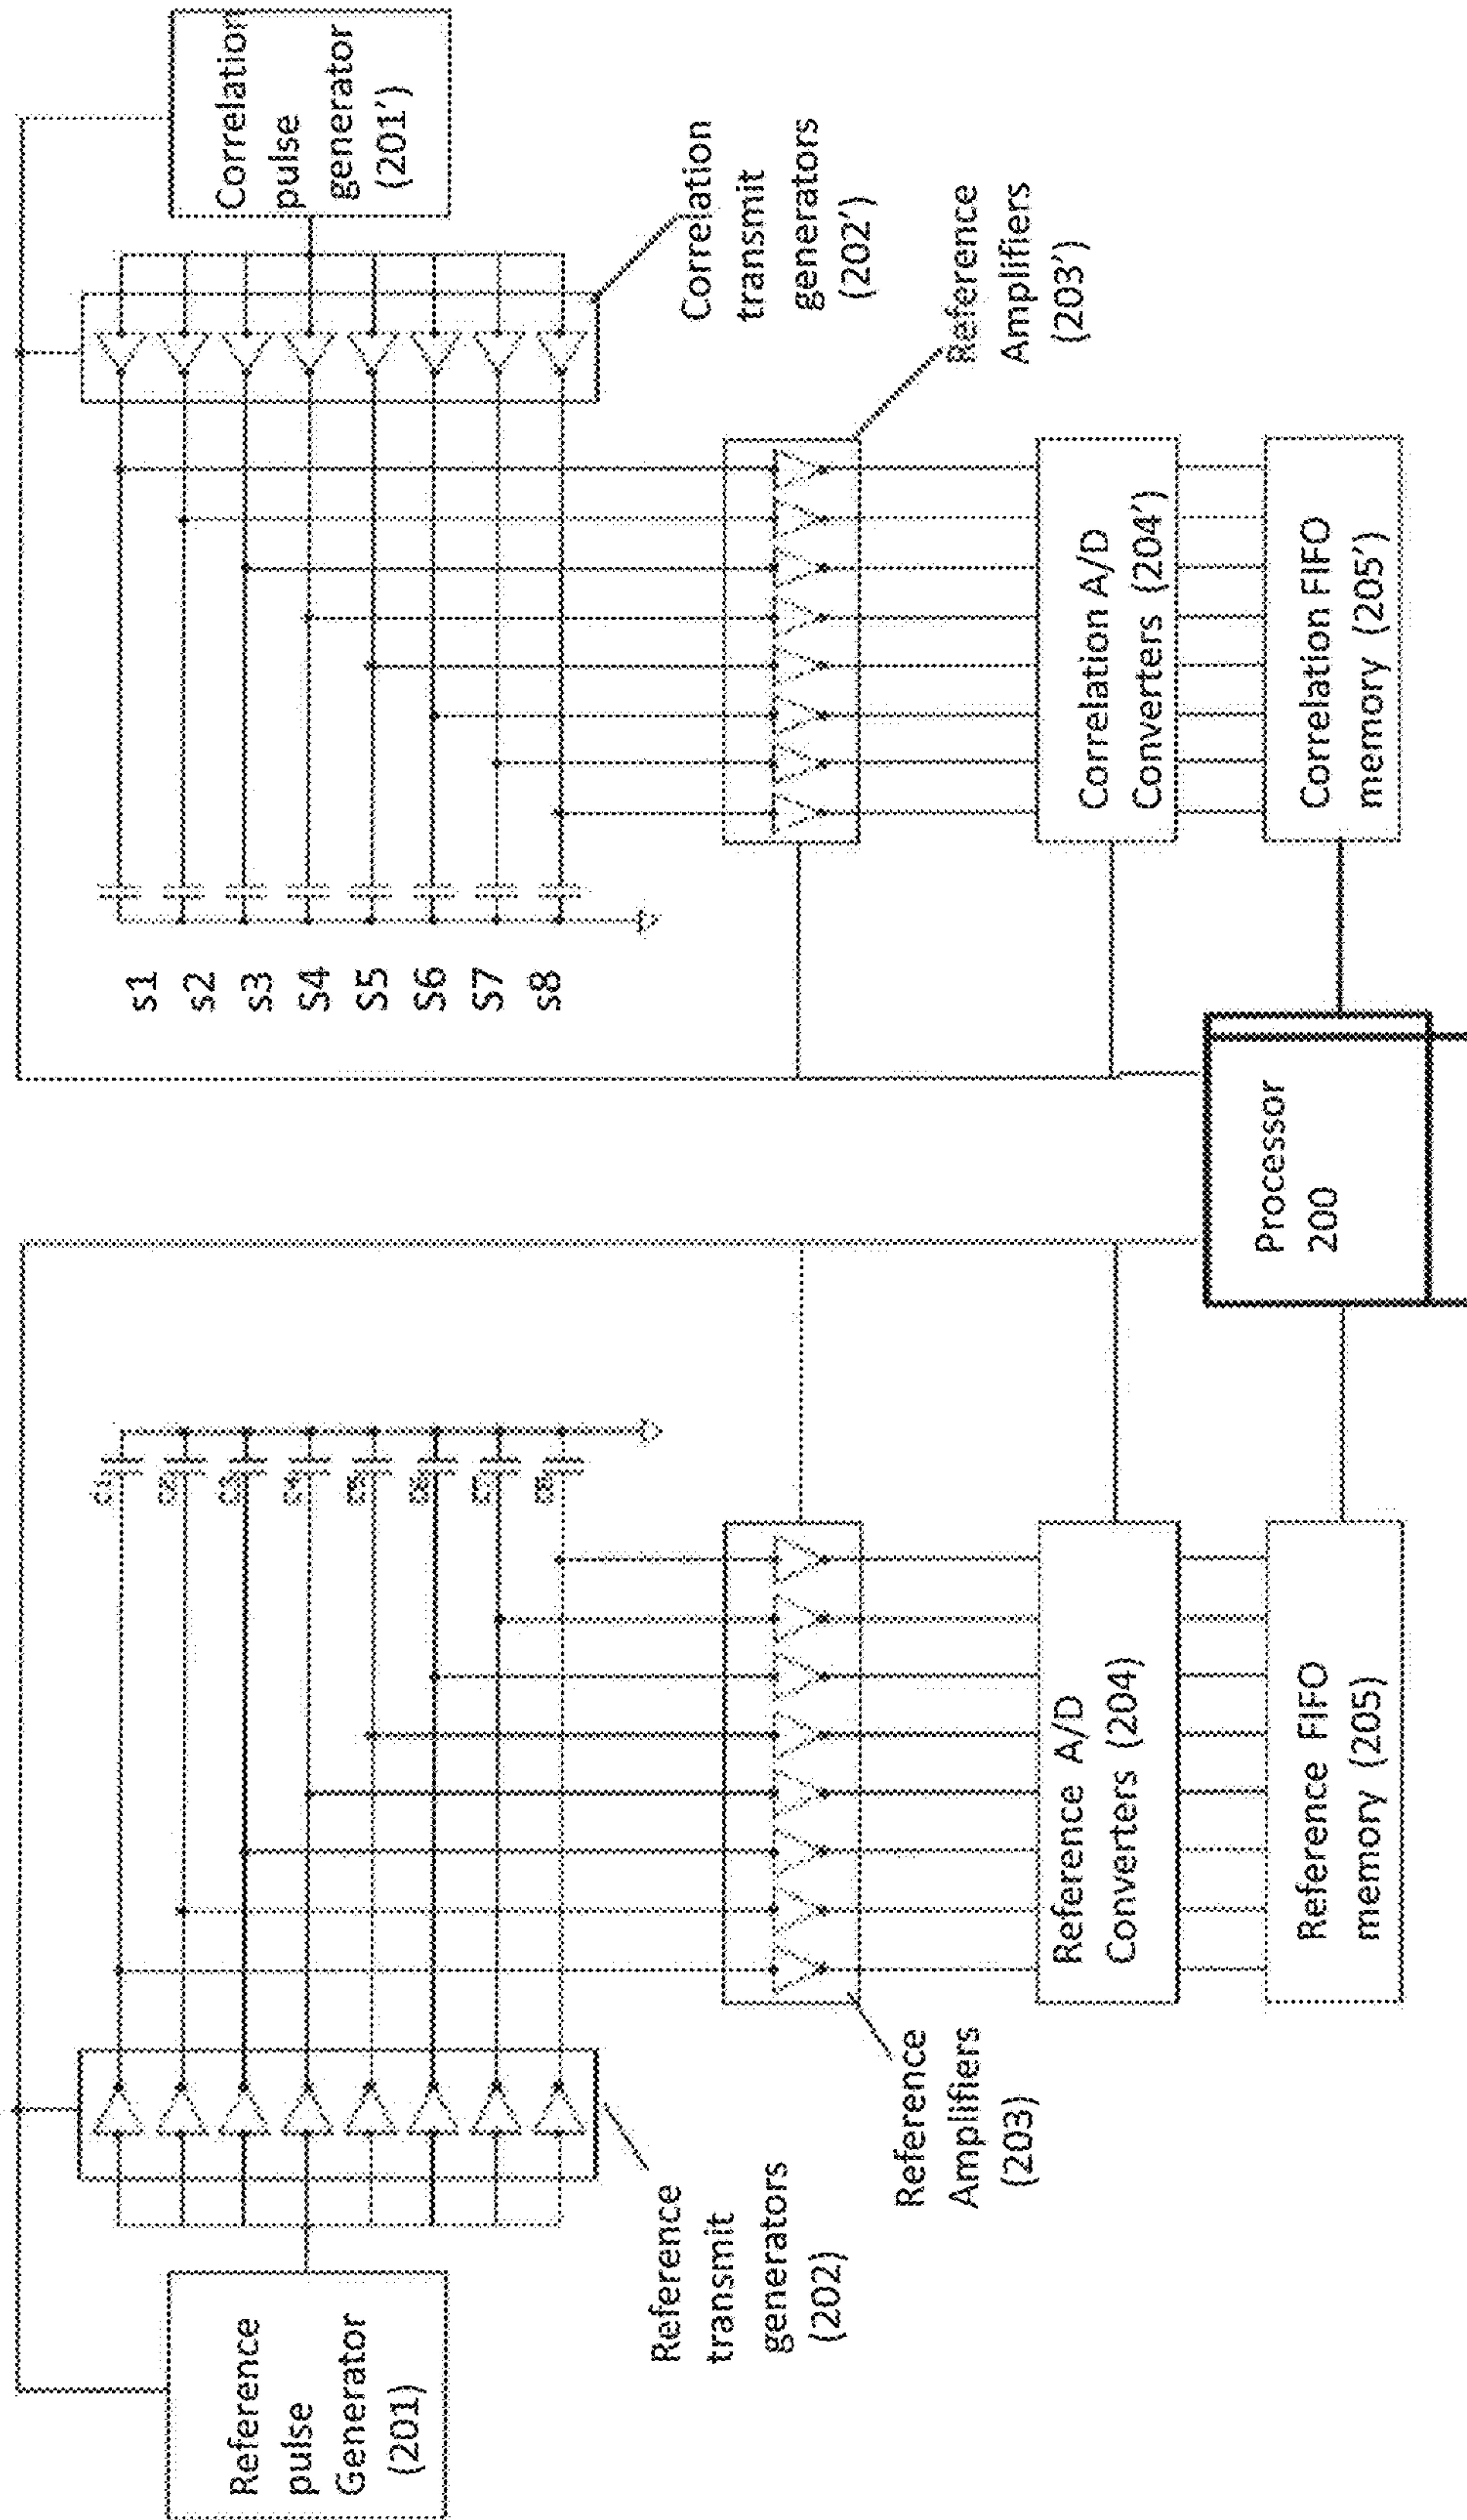 Reference
pulse
Generator
(201)
Reference
transmit
generators
(202)
Reference
Amplifiers
(203)
Reference A/D
Converters (204)
Reference FIFO
memory (205)
Processor
200
s1
s2
s3
S4
S5
S6
S7
s8
Correlation
pulse
generator
(201')
Correlation
transmit
generators
(202')
Reference
Amplifiers
(203')
Correlation A/D
Converters (204')
Correlation FIFO
memory (205')